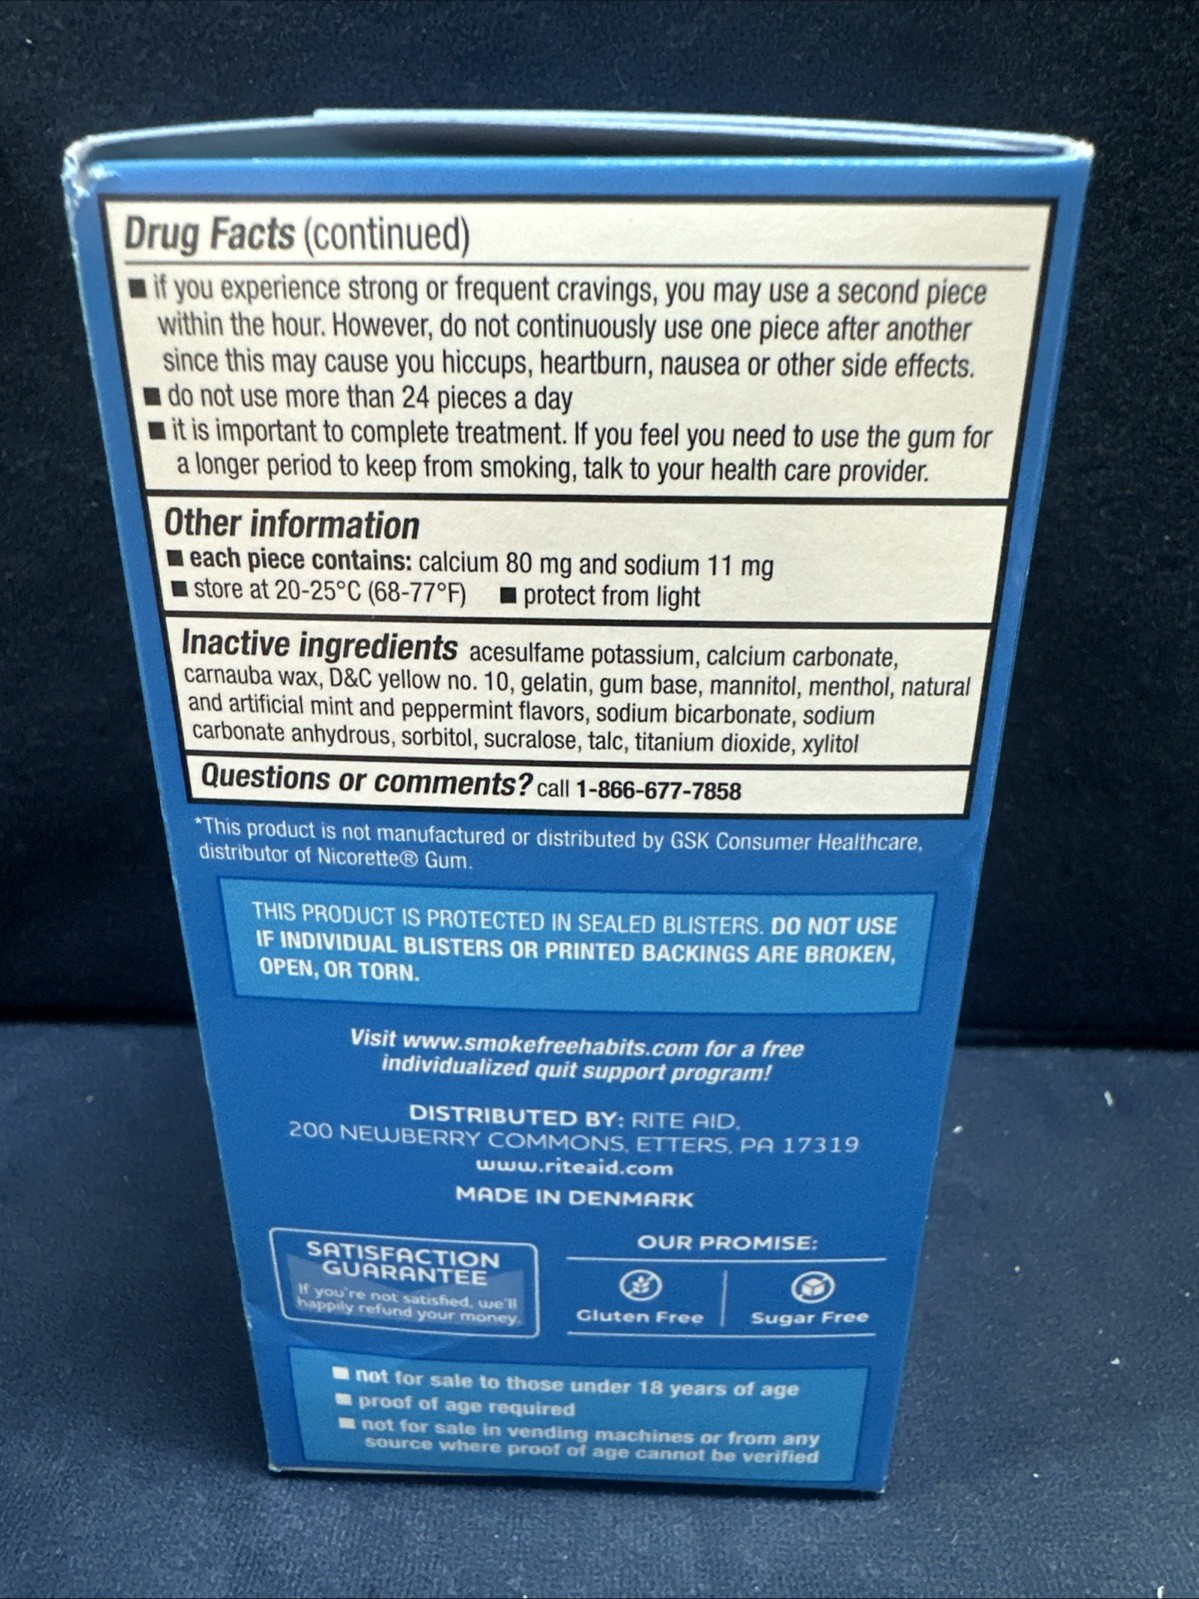 Drug Facts (continued)
■ if you experience strong or frequent cravings, you may use a second piece
within the hour. However, do not continuously use one piece after another
since this may cause you hiccups, heartburn, nausea or other side effects.
■ do not use more than 24 pieces a day
■ it is important to complete treatment. If you feel you need to use the gum for
a longer period to keep from smoking, talk to your health care provider.
Other information
■ each piece contains: calcium 80 mg and sodium 11 mg
■ store at 20-25°C (68-77°F) ■ protect from light
Inactive ingredients acesulfame potassium, calcium carbonate,
carnauba wax, D&C yellow no. 10, gelatin, gum base, mannitol, menthol, natural
and artificial mint and peppermint flavors, sodium bicarbonate, sodium
carbonate anhydrous, sorbitol, sucralose, talc, titanium dioxide, xylitol
Questions or comments? call 1-866-677-7858
*This product is not manufactured or distributed by GSK Consumer Healthcare,
distributor of Nicorette® Gum.
THIS PRODUCT IS PROTECTED IN SEALED BLISTERS. DO NOT USE
IF INDIVIDUAL BLISTERS OR PRINTED BACKINGS ARE BROKEN,
OPEN, OR TORN.
Visit www.smokefreehabits.com for a free
individualized quit support program!
DISTRIBUTED BY: RITE AID,
200 NEWBERRY COMMONS, ETTERS, PA 17319
www.riteaid.com
MADE IN DENMARK
SATISFACTION
GUARANTEE
If you're not satisfied, we'll
happily refund your money.
OUR PROMISE:
Gluten Free
Sugar Free
■ not for sale to those under 18 years of age
■ proof of age required
■ not for sale in vending machines or from any
source where proof of age cannot be verified